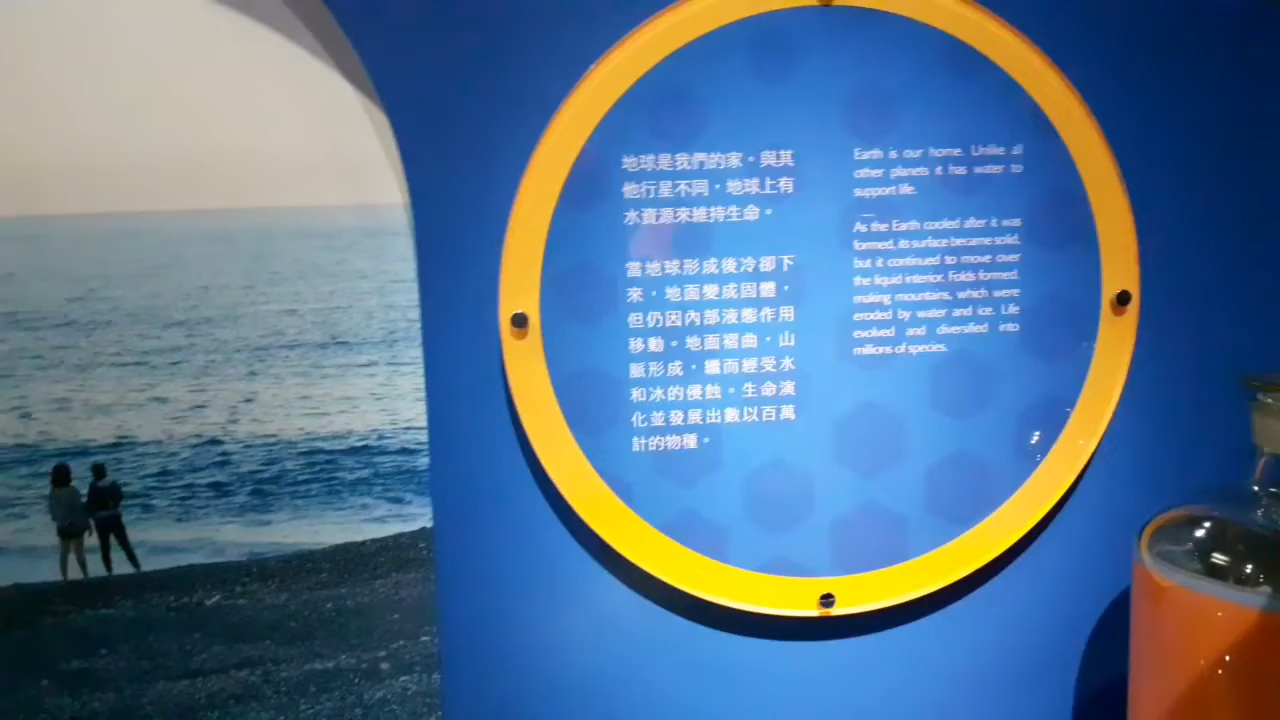 地球是我們的家。與其
他行星不同，地球上有
水資源來維持生命。
當地球形成後冷卻下
來，地面變成固體，
但仍因內部液態作用
移動。地面褶曲，山
脈形成，繼而經受水
和冰的侵蝕。生命演
化並發展出數以百萬
計的物種。
Earth is our home. Unlike all
other planets it has water to
support life.
As the Earth cooled after it was
formed, its surface became solid,
but it continued to move over
the liquid interior. Folds formed,
making mountains, which were
eroded by water and ice. Life
evolved and diversified into
millions of species.